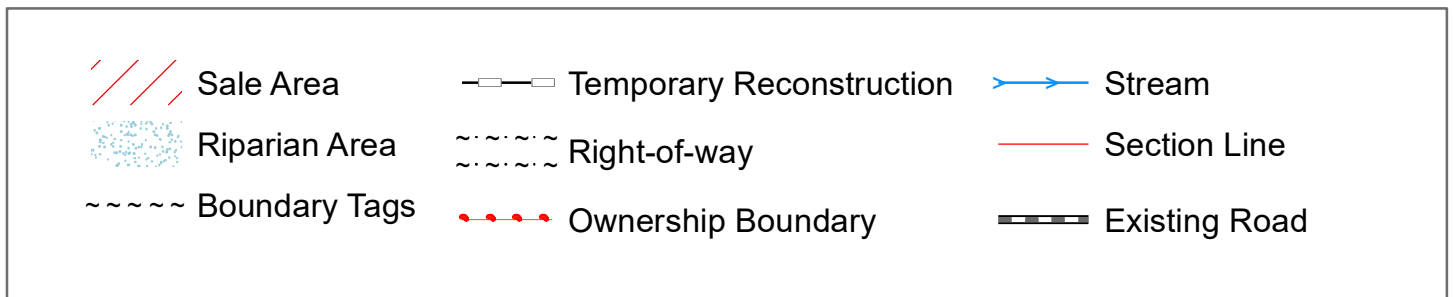 Sale Area
Riparian Area
Boundary Tags
Temporary Reconstruction
Right-of-way
Ownership Boundary
Stream
Section Line
Existing Road